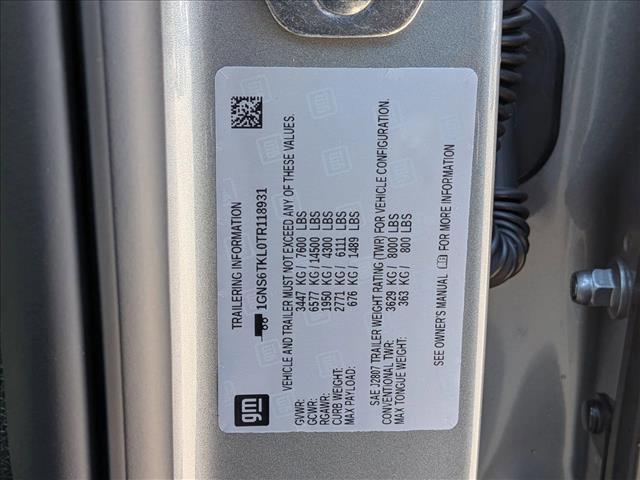 gm
TRAILERING INFORMATION
1GNS6TKL0TR118931
VEHICLE AND TRAILER MUST NOT EXCEED ANY OF THESE VALUES.
GVWR: 3447 KG / 7600 LBS
GCWR: 6577 KG / 14500 LBS
RGAWR: 1950 KG / 4300 LBS
CURB WEIGHT: 2771 KG / 6111 LBS
MAX PAYLOAD: 676 KG / 1489 LBS
SAE J2807 TRAILER WEIGHT RATING (TWR) FOR VEHICLE CONFIGURATION.
CONVENTIONAL TWR: 3629 KG / 8000 LBS
MAX TONGUE WEIGHT: 363 KG / 800 LBS
SEE OWNER'S MANUAL FOR MORE INFORMATION